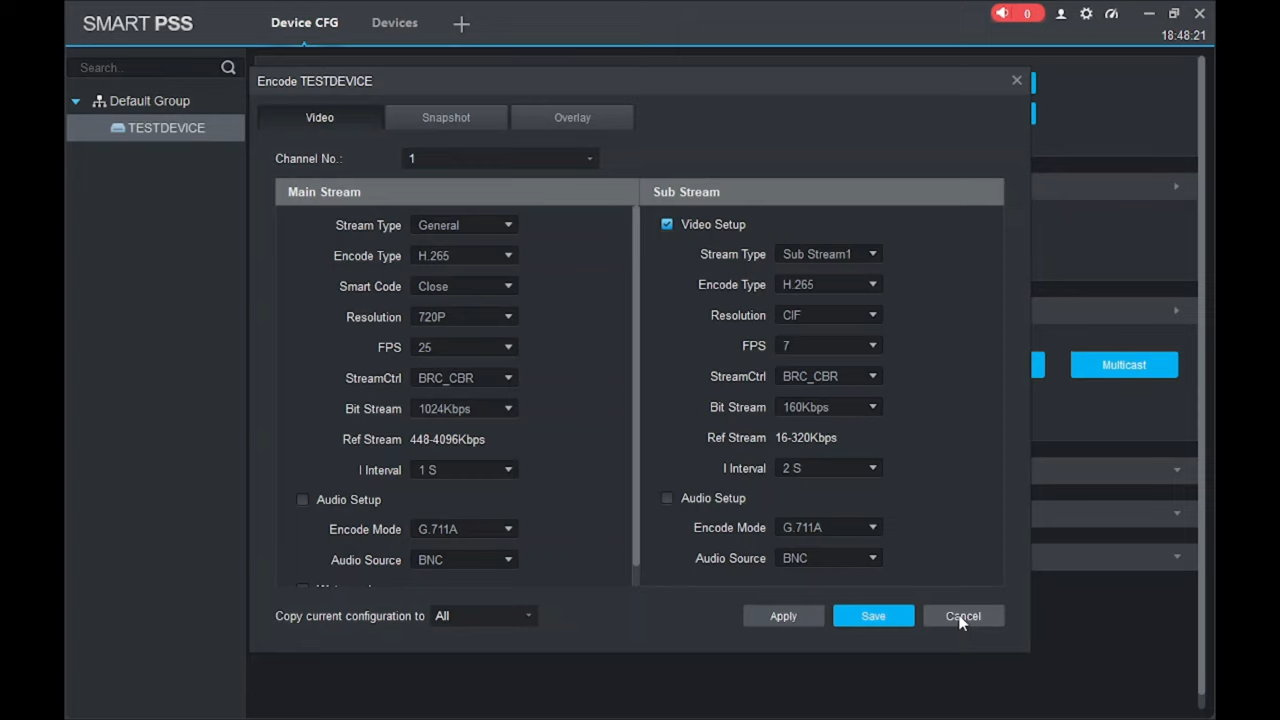 SMART PSS
Device CFG
Devices
0
18:48:21
Search..
Default Group
TESTDEVICE
Encode TESTDEVICE
Video
Snapshot
Overlay
Channel No.: 1
Main Stream
Stream Type General
Encode Type H.265
Smart Code Close
Resolution 720P
FPS 25
StreamCtrl BRC_CBR
Bit Stream 1024Kbps
Ref Stream 448-4096Kbps
I Interval 1 S
Audio Setup
Encode Mode G.711A
Audio Source BNC
Sub Stream
Video Setup
Stream Type Sub Stream1
Encode Type H.265
Resolution CIF
FPS 7
StreamCtrl BRC_CBR
Bit Stream 160Kbps
Ref Stream 16-320Kbps
I Interval 2 S
Audio Setup
Encode Mode G.711A
Audio Source BNC
Multicast
Copy current configuration to All
Apply
Save
Cancel